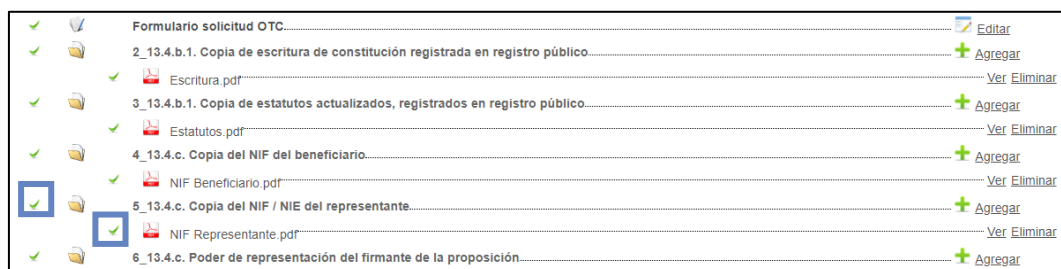 Formulario solicitud OTC Editar
2_13.4.b.1. Copia de escritura de constitución registrada en registro público Agregar
Escritura.pdf Ver Eliminar
3_13.4.b.1. Copia de estatutos actualizados, registrados en registro público Agregar
Estatutos.pdf Ver Eliminar
4_13.4.c. Copia del NIF del beneficiario Agregar
NIF Beneficiario.pdf Ver Eliminar
5_13.4.c. Copia del NIF / NIE del representante Agregar
NIF Representante.pdf Ver Eliminar
6_13.4.c. Poder de representación del firmante de la proposición Agregar